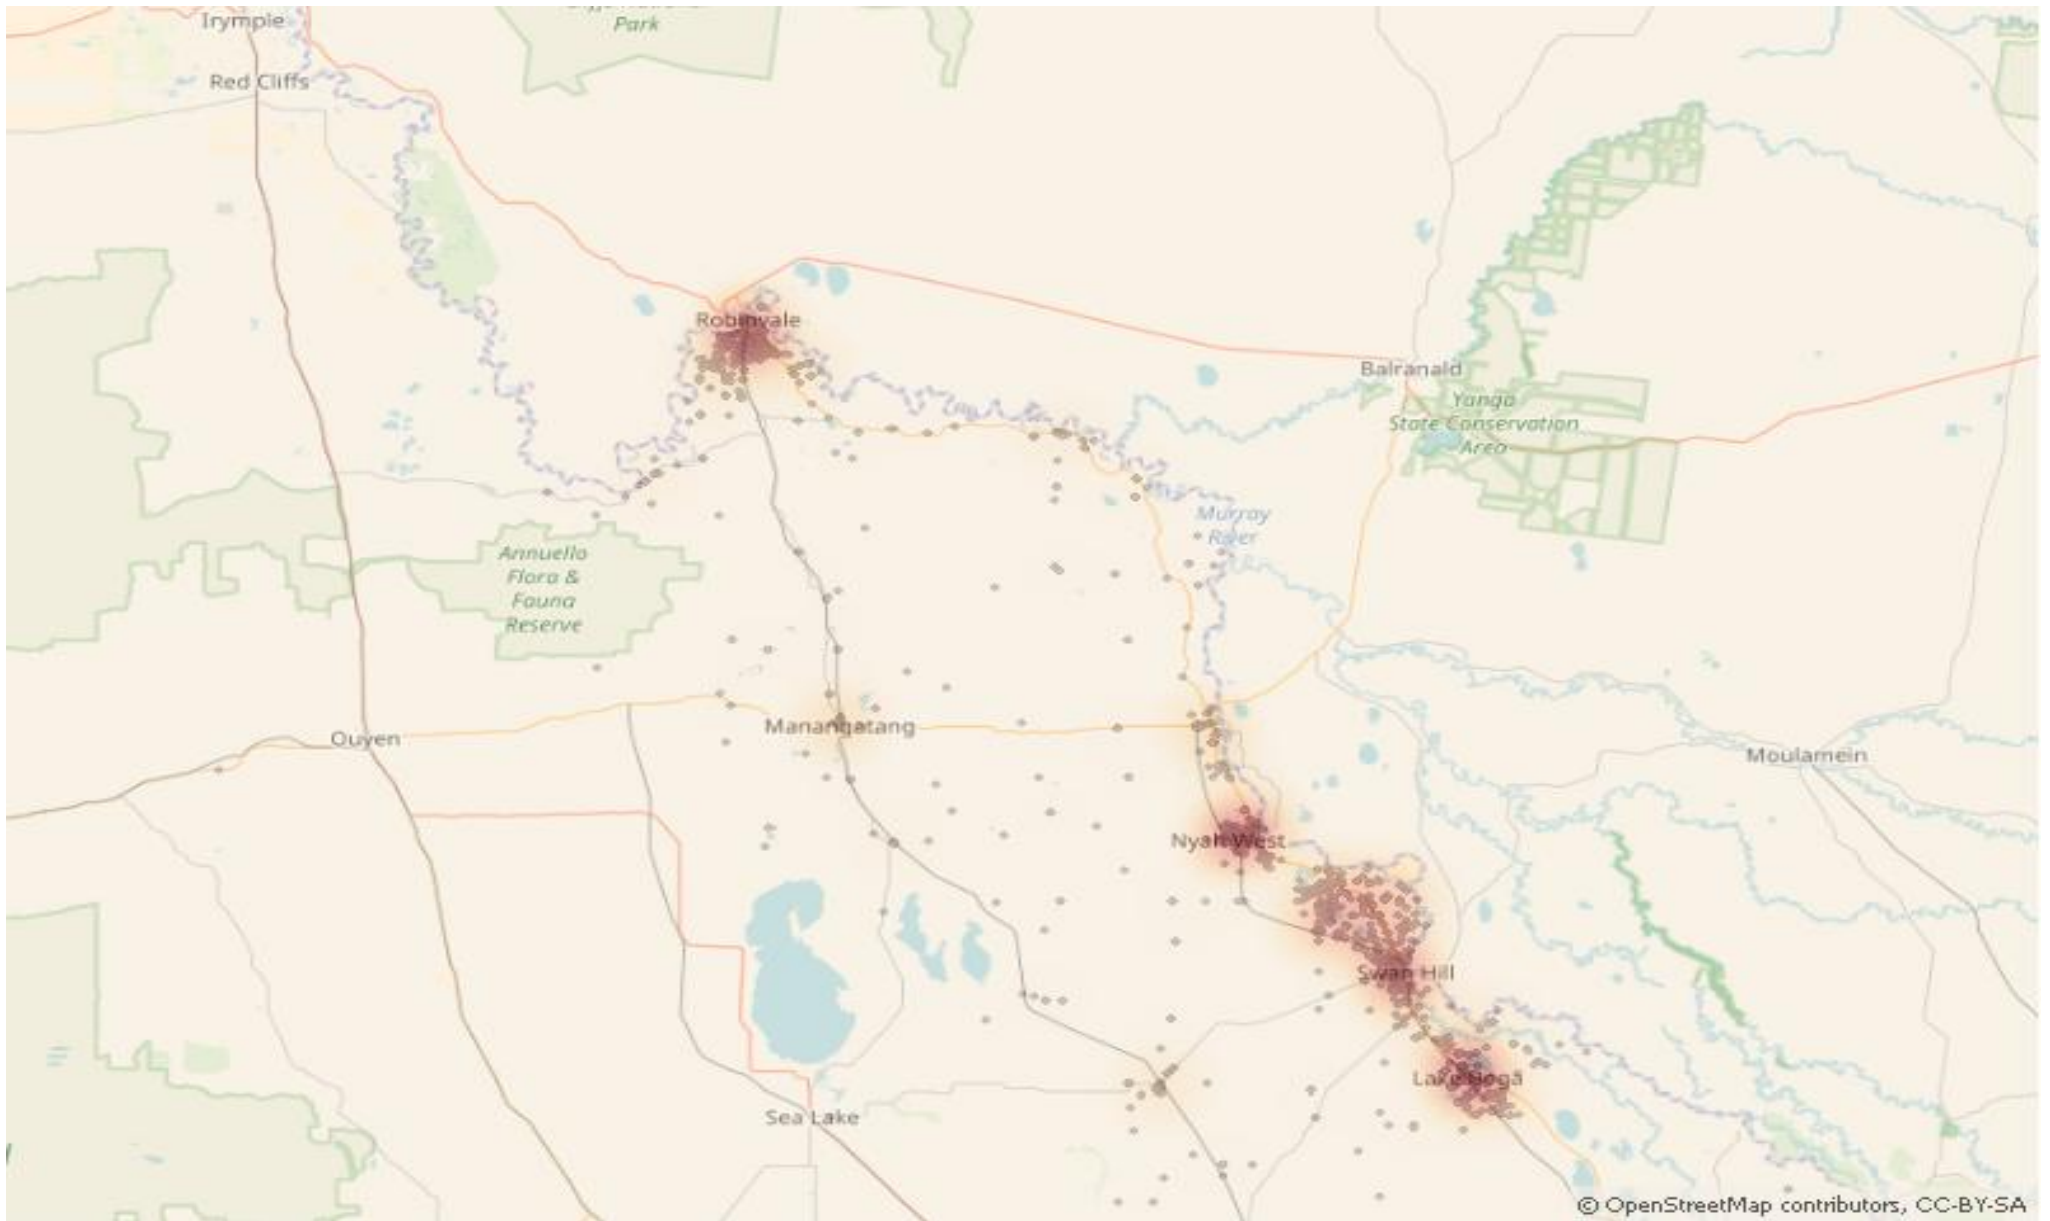 Irymple
Park
Red Cliffs
Robinvale
Balranald
Yanga
State Conservation
Area
Murray
River
Annuello
Flora &
Fauna
Reserve
Manangatang
Ouyen
Moulamein
Nyah West
Swan Hill
Lake Boga
Sea Lake
© OpenStreetMap contributors, CC-BY-SA